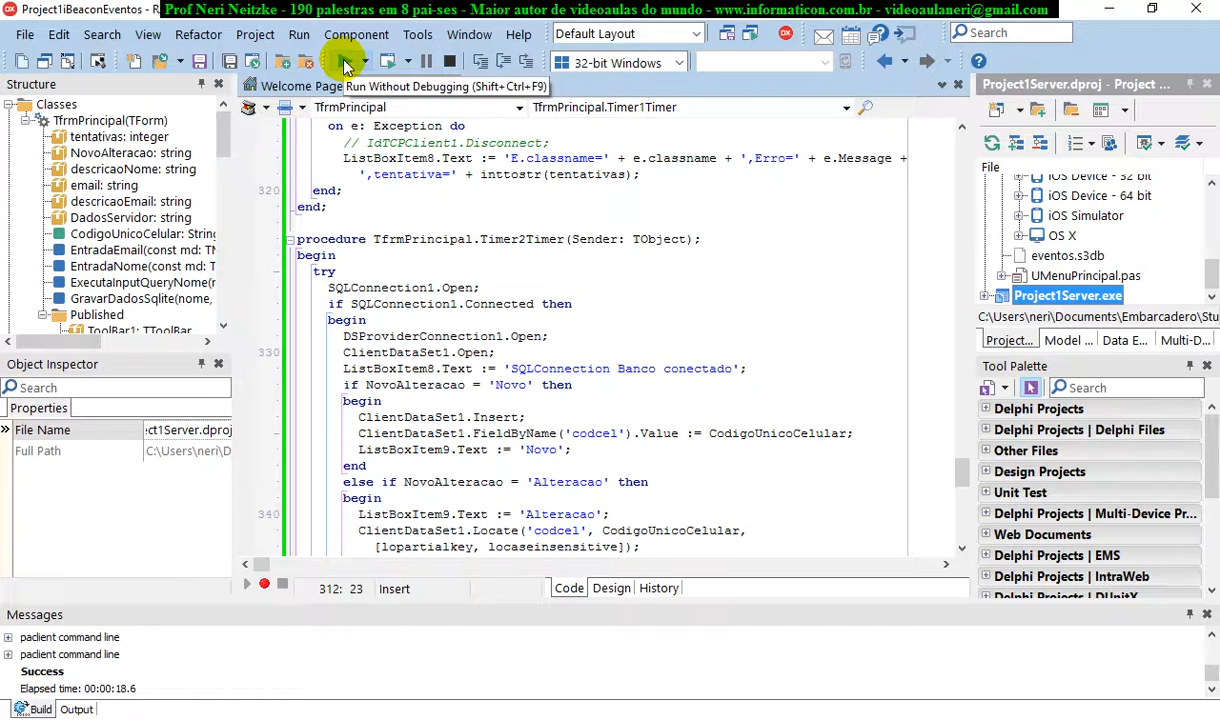 Project1iBeaconEventos - R
Prof Neri Neitzke - 190 palestras em 8 pai-ses - Maior autor de videoaulas do mundo - www.informaticon.com.br - videoaulaneri@gmail.com
File Edit Search View Refactor Project Run Component Tools Window Help
Default Layout
Search
32-bit Windows
Structure
Welcome Page
Run Without Debugging (Shift+Ctrl+F9)
Project1Server.dproj - Project ...
TfrmPrincipal
TfrmPrincipal.Timer1Timer
Classes
TfrmPrincipal(TForm)
tentativas: integer
NovoAlteracao: string
descricaoNome: string
email: string
descricaoEmail: string
DadosServidor: string
CodigoUnicoCelular: String
EntradaEmail(const md: TM
EntradaNome(const md: TM
ExecutaInputQueryNome(r
GravarDadosSqlite(nome,
Published
ToolBar1: TToolBar
on e: Exception do
// IdTCPClient1.Disconnect;
ListBoxItem8.Text := 'E.classname=' + e.classname + ',Erro=' + e.Message +
',tentativa=' + inttostr(tentativas);
320 end;
end;
procedure TfrmPrincipal.Timer2Timer(Sender: TObject);
begin
try
SQLConnection1.Open;
if SQLConnection1.Connected then
begin
DSProviderConnection1.Open;
330 ClientDataSet1.Open;
ListBoxItem8.Text := 'SQLConnection Banco conectado';
if NovoAlteracao = 'Novo' then
begin
ClientDataSet1.Insert;
ClientDataSet1.FieldByName('codcel').Value := CodigoUnicoCelular;
ListBoxItem9.Text := 'Novo';
end
else if NovoAlteracao = 'Alteracao' then
begin
340 ListBoxItem9.Text := 'Alteracao';
ClientDataSet1.Locate('codcel', CodigoUnicoCelular,
[lopartialkey, locaseinsensitive]);
312: 23 Insert
Code Design History
Object Inspector
Search
Properties
File Name :ct1Server.dproj
Full Path C:\Users\neri\D
File
iOS Device - 32 bit
iOS Device - 64 bit
iOS Simulator
OS X
eventos.s3db
UMenuPrincipal.pas
Project1Server.exe
C:\Users\neri\Documents\Embarcadero\Stu
Project... Model ... Data E... Multi-D...
Tool Palette
Search
Delphi Projects
Delphi Projects | Delphi Files
Other Files
Design Projects
Unit Test
Delphi Projects | Multi-Device Pr...
Web Documents
Delphi Projects | EMS
Delphi Projects | IntraWeb
Delphi Projects | DUnitX
Messages
paclient command line
paclient command line
Success
Elapsed time: 00:00:18.6
Build Output